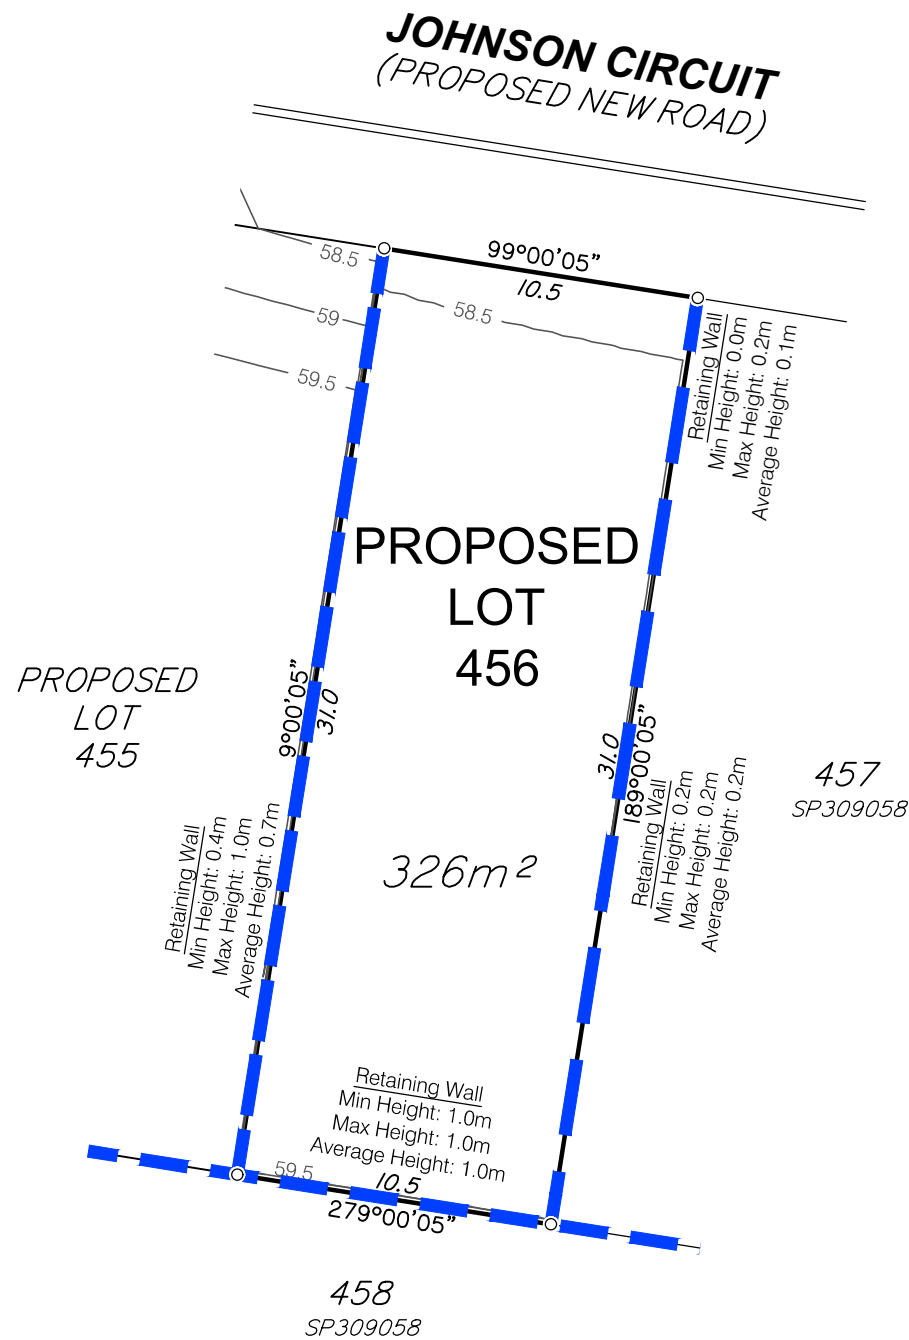 JOHNSON CIRCUIT
(PROPOSED NEW ROAD)
99°00'05"
10.5
58.5
58.5
59
59.5
Retaining Wall
Min Height: 0.0m
Max Height: 0.2m
Average Height: 0.1m
PROPOSED
LOT
456
PROPOSED
LOT
455
9°00'05"
31.0
31.0
189°00'05"
457
SP309058
Retaining Wall
Min Height: 0.4m
Max Height: 1.0m
Average Height: 0.7m
Retaining Wall
Min Height: 0.2m
Max Height: 0.2m
Average Height: 0.2m
326m²
Retaining Wall
Min Height: 1.0m
Max Height: 1.0m
Average Height: 1.0m
59.5
10.5
279°00'05"
458
SP309058